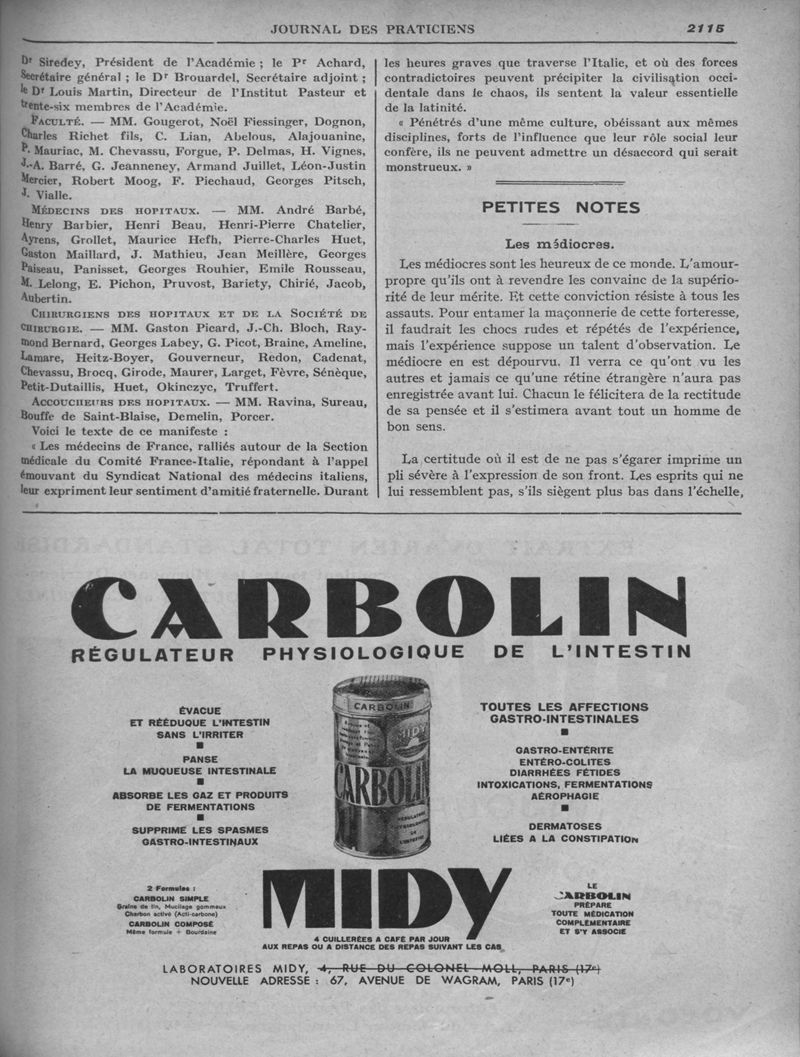 JOURNAL DES PRATICIENS
2115
Dr Siredey, Président de l'Académie ; le Pr Achard,
Secrétaire général ; le Dr Brouardel, Secrétaire adjoint ;
le Dr Louis Martin, Directeur de l'Institut Pasteur et
trente-six membres de l'Académie.
FACULTÉ. — MM. Gougerot, Noël Fiessinger, Dognon,
Charles Richet fils, C. Lian, Abelous, Alajouanine,
P. Mauriac, M. Chevassu, Forgue, P. Delmas, H. Vignes,
J.-A. Barré, G. Jeanneney, Armand Juillet, Léon-Justin
Mercier, Robert Moog, F. Piechaud, Georges Pitsch,
J. Vialle.
MÉDECINS DES HOPITAUX. — MM. André Barbé,
Henry Barbier, Henri Beau, Henri-Pierre Chatelier,
Ayrens, Grollet, Maurice Hefh, Pierre-Charles Huet,
Gaston Maillard, J. Mathieu, Jean Meillère, Georges
Paiseau, Panisset, Georges Rouhier, Emile Rousseau,
M. Lelong, E. Pichon, Pruvost, Bariety, Chirié, Jacob,
Aubertin.
CHIRURGIENS DES HOPITAUX ET DE LA SOCIÉTÉ DE
CHIRURGIE. — MM. Gaston Picard, J.-Ch. Bloch, Ray-
mond Bernard, Georges Labey, G. Picot, Braine, Ameline,
Lamare, Heitz-Boyer, Gouverneur, Redon, Cadenat,
Chevassu, Brocq, Girode, Maurer, Larget, Fèvre, Sénèque,
Petit-Dutaillis, Huet, Okinczyc, Truffert.
ACCOUCHEURS DES HOPITAUX. — MM. Ravina, Sureau,
Bouffe de Saint-Blaise, Demelin, Porcer.
Voici le texte de ce manifeste :
« Les médecins de France, ralliés autour de la Section
médicale du Comité France-Italie, répondant à l'appel
émouvant du Syndicat National des médecins italiens,
leur expriment leur sentiment d'amitié fraternelle. Durant
les heures graves que traverse l'Italie, et où des forces
contradictoires peuvent précipiter la civilisation occi-
dentale dans le chaos, ils sentent la valeur essentielle
de la latinité.
« Pénétrés d'une même culture, obéissant aux mêmes
disciplines, forts de l'influence que leur rôle social leur
confère, ils ne peuvent admettre un désaccord qui serait
monstrueux. »
PETITES NOTES
Les médiocres.
Les médiocres sont les heureux de ce monde. L'amour-
propre qu'ils ont à revendre les convainc de la supério-
rité de leur mérite. Et cette conviction résiste à tous les
assauts. Pour entamer la maçonnerie de cette forteresse,
il faudrait les chocs rudes et répétés de l'expérience,
mais l'expérience suppose un talent d'observation. Le
médiocre en est dépourvu. Il verra ce qu'ont vu les
autres et jamais ce qu'une rétine étrangère n'aura pas
enregistrée avant lui. Chacun le félicitera de la rectitude
de sa pensée et il s'estimera avant tout un homme de
bon sens.
La certitude où il est de ne pas s'égarer imprime un
pli sévère à l'expression de son front. Les esprits qui ne
lui ressemblent pas, s'ils siègent plus bas dans l'échelle,
CARBOLIN
RÉGULATEUR PHYSIOLOGIQUE DE L'INTESTIN
ÉVACUE
ET RÉÉDUQUE L'INTESTIN
SANS L'IRRITER
PANSE
LA MUQUEUSE INTESTINALE
ABSORBE LES GAZ ET PRODUITS
DE FERMENTATIONS
SUPPRIME LES SPASMES
GASTRO-INTESTINAUX
CARBOLIN
MIDY
CARBOLIN
TOUTES LES AFFECTIONS
GASTRO-INTESTINALES
GASTRO-ENTÉRITE
ENTÉRO-COLITES
DIARRHÉES FÉTIDES
INTOXICATIONS, FERMENTATIONS
AÉROPHAGIE
DERMATOSES
LIÉES A LA CONSTIPATION
2 Formules :
CARBOLIN SIMPLE
Graine de lin, Mucilage gommeux
Charbon activé (Acti-carbone)
CARBOLIN COMPOSÉ
Même formule + Bourdaine
MIDY
4 CUILLERÉES A CAFÉ PAR JOUR
AUX REPAS OU A DISTANCE DES REPAS SUIVANT LES CAS
LE
CARBOLIN
PRÉPARE
TOUTE MÉDICATION
COMPLÉMENTAIRE
ET S'Y ASSOCIE
LABORATOIRES MIDY, 4, RUE DU COLONEL MOLL, PARIS (17e)
NOUVELLE ADRESSE : 67, AVENUE DE WAGRAM, PARIS (17e)